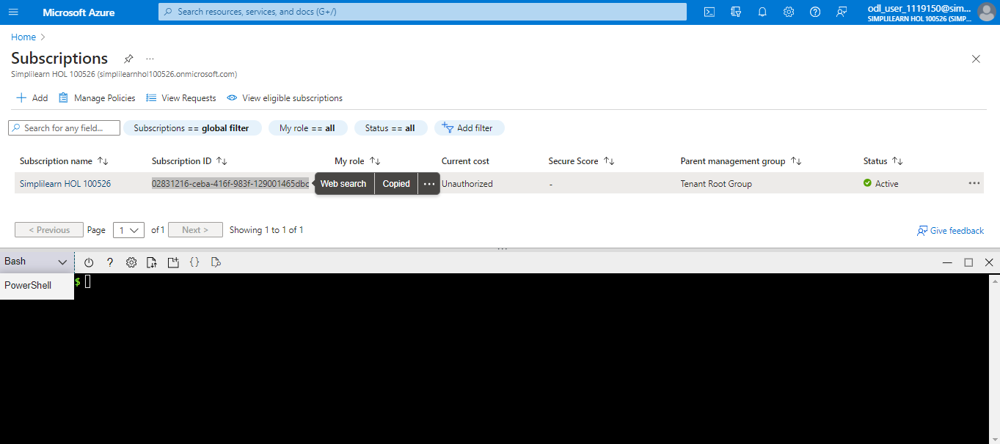 Microsoft Azure
Search resources, services, and docs (G+/)
odl_user_1119150@sim...
SIMPLILEARN HOL 100526 (SIMP...
Home >
Subscriptions ...
Simplilearn HOL 100526 (simplilearnhol100526.onmicrosoft.com)
Add Manage Policies View Requests View eligible subscriptions
Search for any field... Subscriptions == global filter My role == all Status == all Add filter
Subscription name Subscription ID My role Current cost Secure Score Parent management group Status
Simplilearn HOL 100526 02831216-ceba-416f-983f-129001465dbc Web search Copied ... Unauthorized - Tenant Root Group Active ...
< Previous Page 1 of 1 Next > Showing 1 to 1 of 1 Give feedback
Bash ? {}
PowerShell $